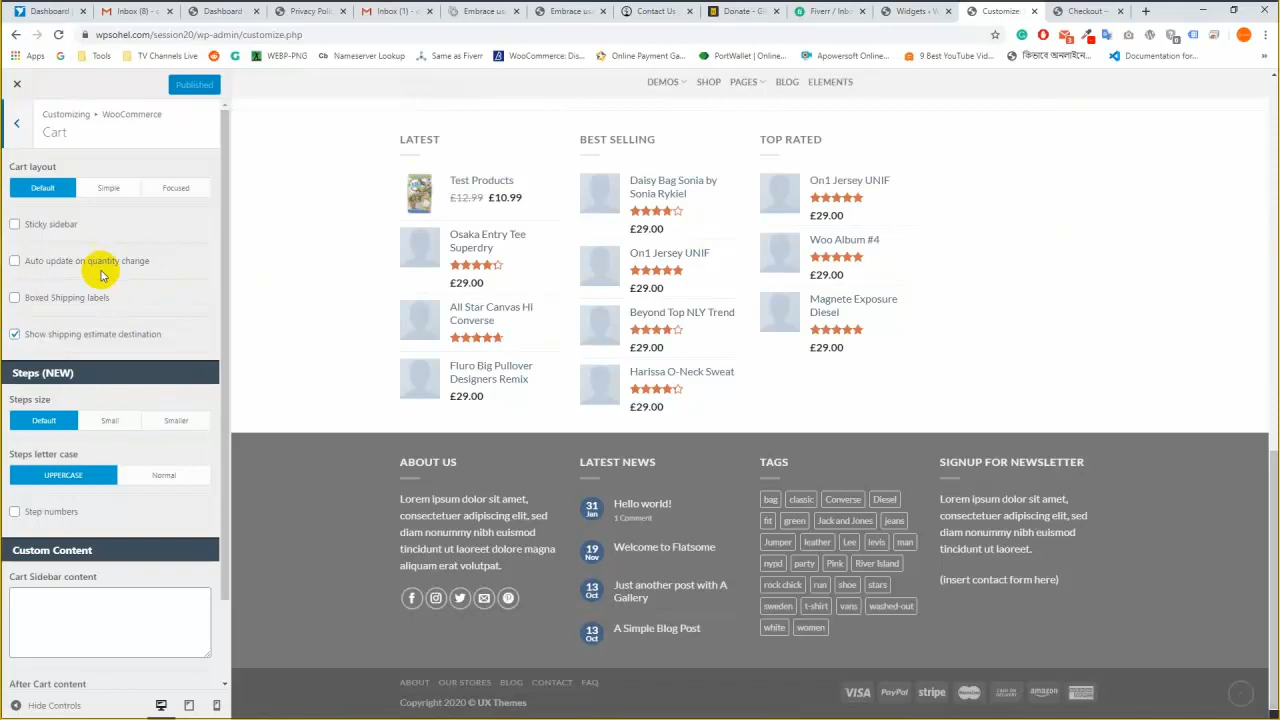 Dashboard
Inbox (8) - c
Dashboard
Privacy Polic
Inbox (1) - c
Embrace use
Embrace use
Contact Us
Donate - Gi
Fiverr / Inbo
Widgets ‹ W
Customize:
Checkout –
wpsohel.com/session20/wp-admin/customize.php
Apps
Tools
TV Channels Live
WEBP-PNG
Nameserver Lookup
Same as Fiverr
WooCommerce: Dis...
Online Payment Ga...
PortWallet | Online...
Apowersoft Online...
9 Best YouTube Vid...
কিভাবে অনলাইনে...
Documentation for...
Published
DEMOS
SHOP
PAGES
BLOG
ELEMENTS
Customizing ▸ WooCommerce
Cart
Cart layout
Default
Simple
Focused
Sticky sidebar
Auto update on quantity change
Boxed Shipping labels
Show shipping estimate destination
Steps (NEW)
Steps size
Default
Small
Smaller
Steps letter case
UPPERCASE
Normal
Step numbers
Custom Content
Cart Sidebar content
After Cart content
Hide Controls
LATEST
Test Products
£12.99 £10.99
Osaka Entry Tee
Superdry
£29.00
All Star Canvas Hi
Converse
Fluro Big Pullover
Designers Remix
£29.00
BEST SELLING
Daisy Bag Sonia by
Sonia Rykiel
£29.00
On1 Jersey UNIF
£29.00
Beyond Top NLY Trend
£29.00
Harissa O-Neck Sweat
£29.00
TOP RATED
On1 Jersey UNIF
£29.00
Woo Album #4
£29.00
Magnete Exposure
Diesel
£29.00
ABOUT US
Lorem ipsum dolor sit amet,
consectetuer adipiscing elit, sed
diam nonummy nibh euismod
tincidunt ut laoreet dolore magna
aliquam erat volutpat.
LATEST NEWS
31
Jan
Hello world!
1 Comment
19
Nov
Welcome to Flatsome
13
Oct
Just another post with A
Gallery
13
Oct
A Simple Blog Post
TAGS
bag classic Converse Diesel
fit green Jack and Jones jeans
Jumper leather Lee levis man
nypd party Pink River Island
rock chick run shoe stars
sweden t-shirt vans washed-out
white women
SIGNUP FOR NEWSLETTER
Lorem ipsum dolor sit amet,
consectetuer adipiscing elit, sed
diam nonummy nibh euismod
tincidunt ut laoreet.
(insert contact form here)
ABOUT
OUR STORES
BLOG
CONTACT
FAQ
Copyright 2020 © UX Themes
VISA
PayPal
stripe
amazon